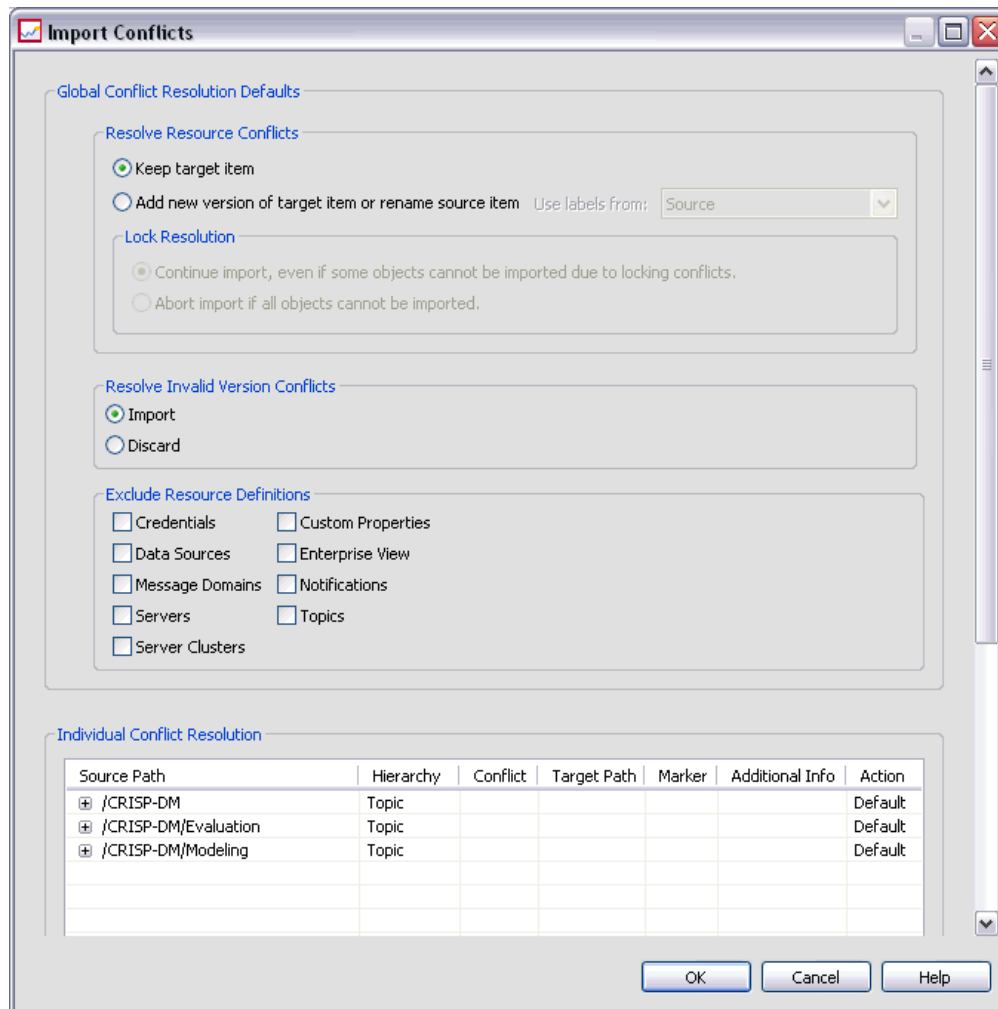 Import Conflicts
Global Conflict Resolution Defaults
Resolve Resource Conflicts
Keep target item
Add new version of target item or rename source item Use labels from: Source
Lock Resolution
Continue import, even if some objects cannot be imported due to locking conflicts.
Abort import if all objects cannot be imported.
Resolve Invalid Version Conflicts
Import
Discard
Exclude Resource Definitions
Credentials Custom Properties
Data Sources Enterprise View
Message Domains Notifications
Servers Topics
Server Clusters
Individual Conflict Resolution
Source Path Hierarchy Conflict Target Path Marker Additional Info Action
/CRISP-DM Topic Default
/CRISP-DM/Evaluation Topic Default
/CRISP-DM/Modeling Topic Default
OK Cancel Help